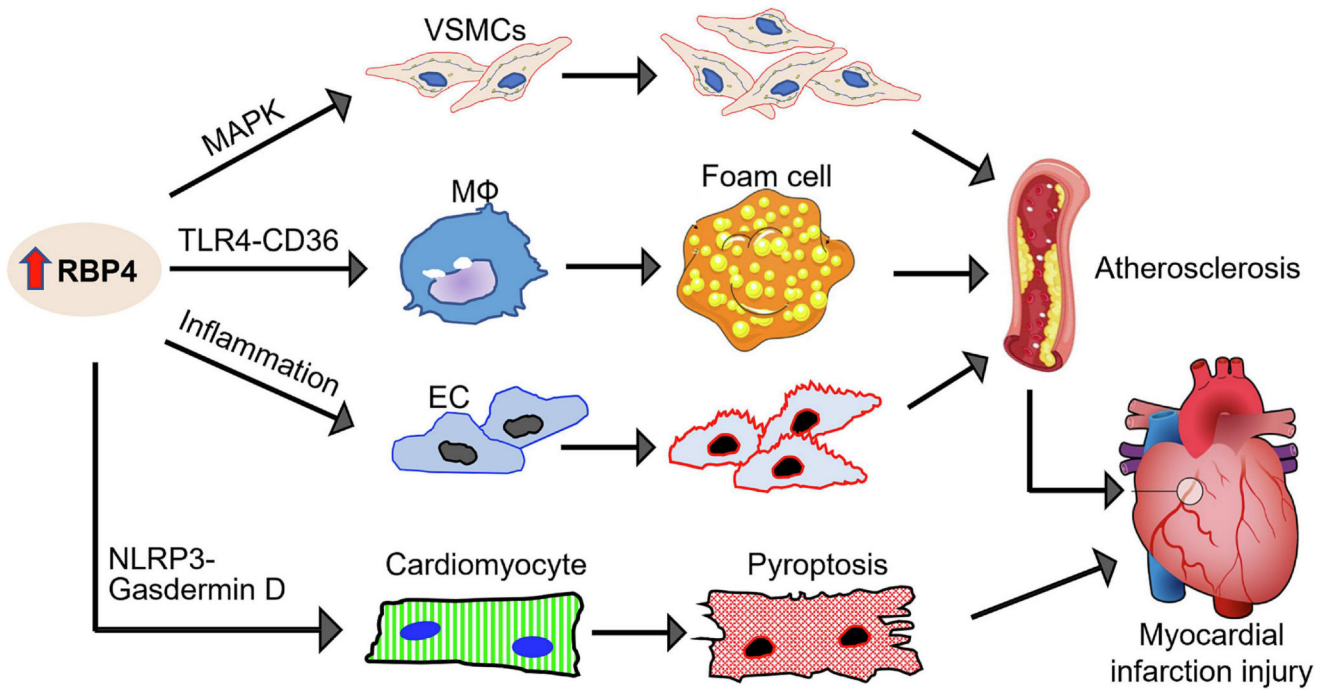 VSMCs
MAPK
MΦ
Foam cell
TLR4-CD36
RBP4
Atherosclerosis
Inflammation
EC
NLRP3-
Gasdermin D
Cardiomyocyte
Pyroptosis
Myocardial
infarction injury